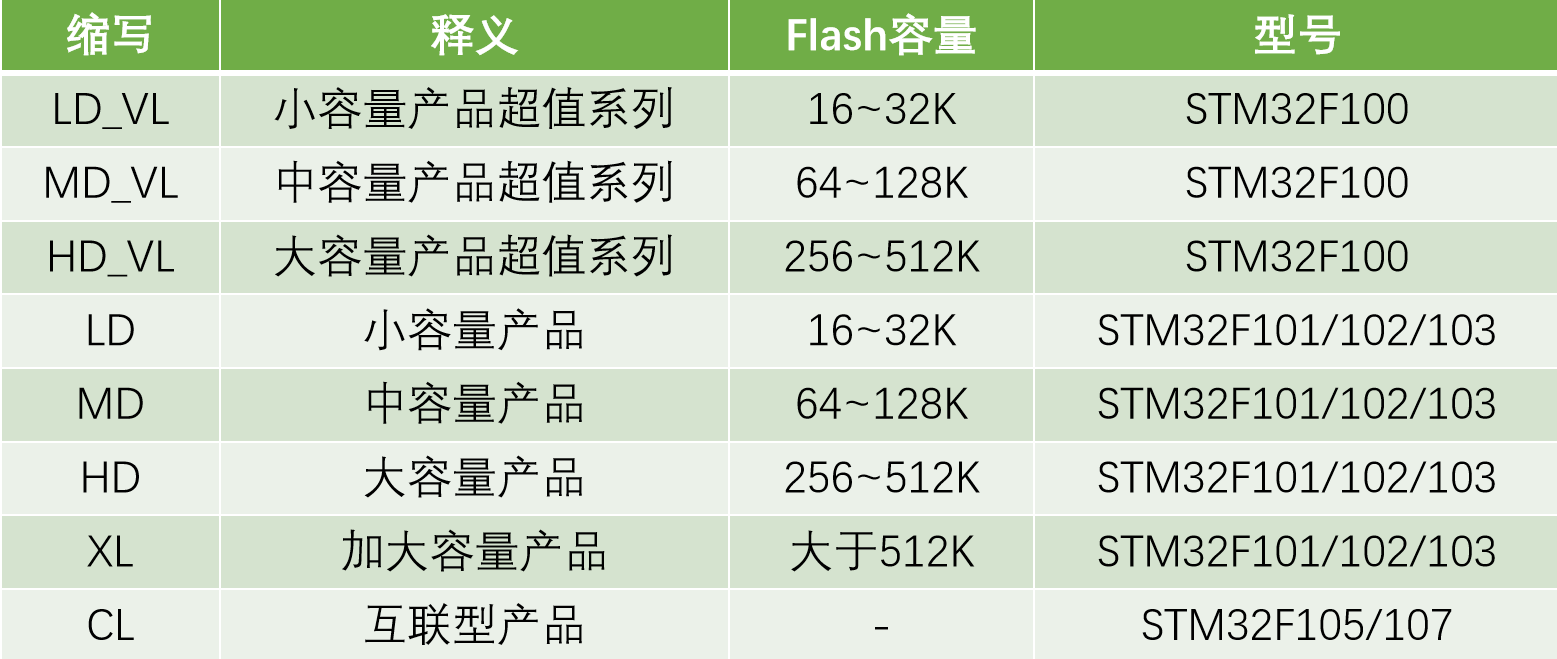 缩写 释义 Flash容量 型号
LD_VL 小容量产品超值系列 16~32K STM32F100
MD_VL 中容量产品超值系列 64~128K STM32F100
HD_VL 大容量产品超值系列 256~512K STM32F100
LD 小容量产品 16~32K STM32F101/102/103
MD 中容量产品 64~128K STM32F101/102/103
HD 大容量产品 256~512K STM32F101/102/103
XL 加大容量产品 大于512K STM32F101/102/103
CL 互联型产品 - STM32F105/107